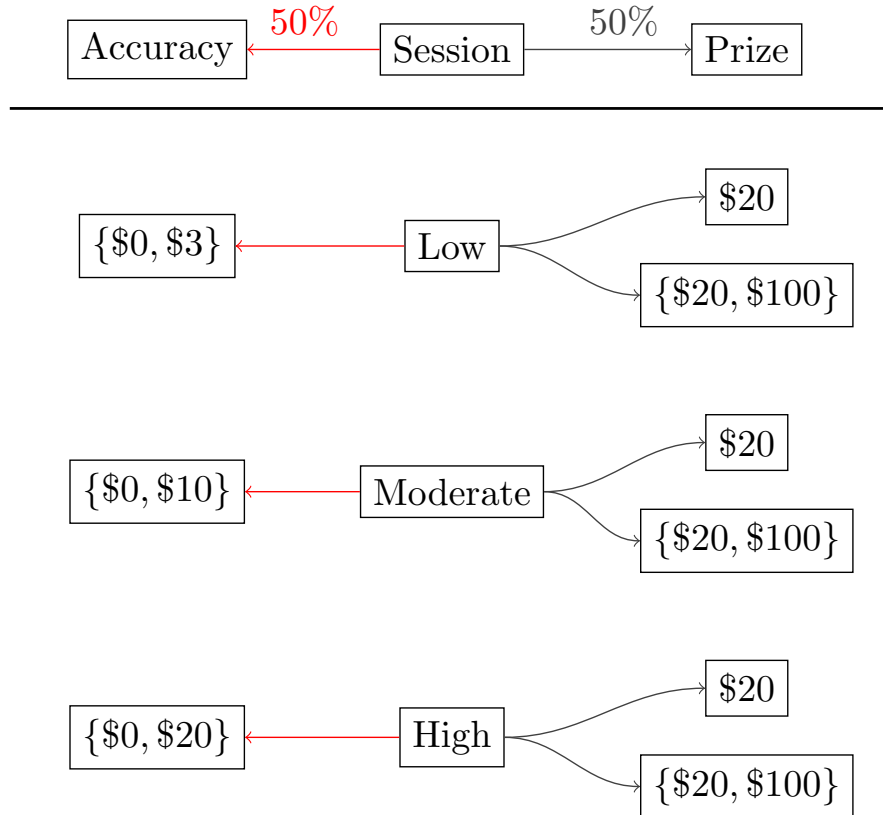 50% 50%
Accuracy Session Prize
$20
{$0, $3} Low
{$20, $100}
$20
{$0, $10} Moderate
{$20, $100}
$20
{$0, $20} High
{$20, $100}